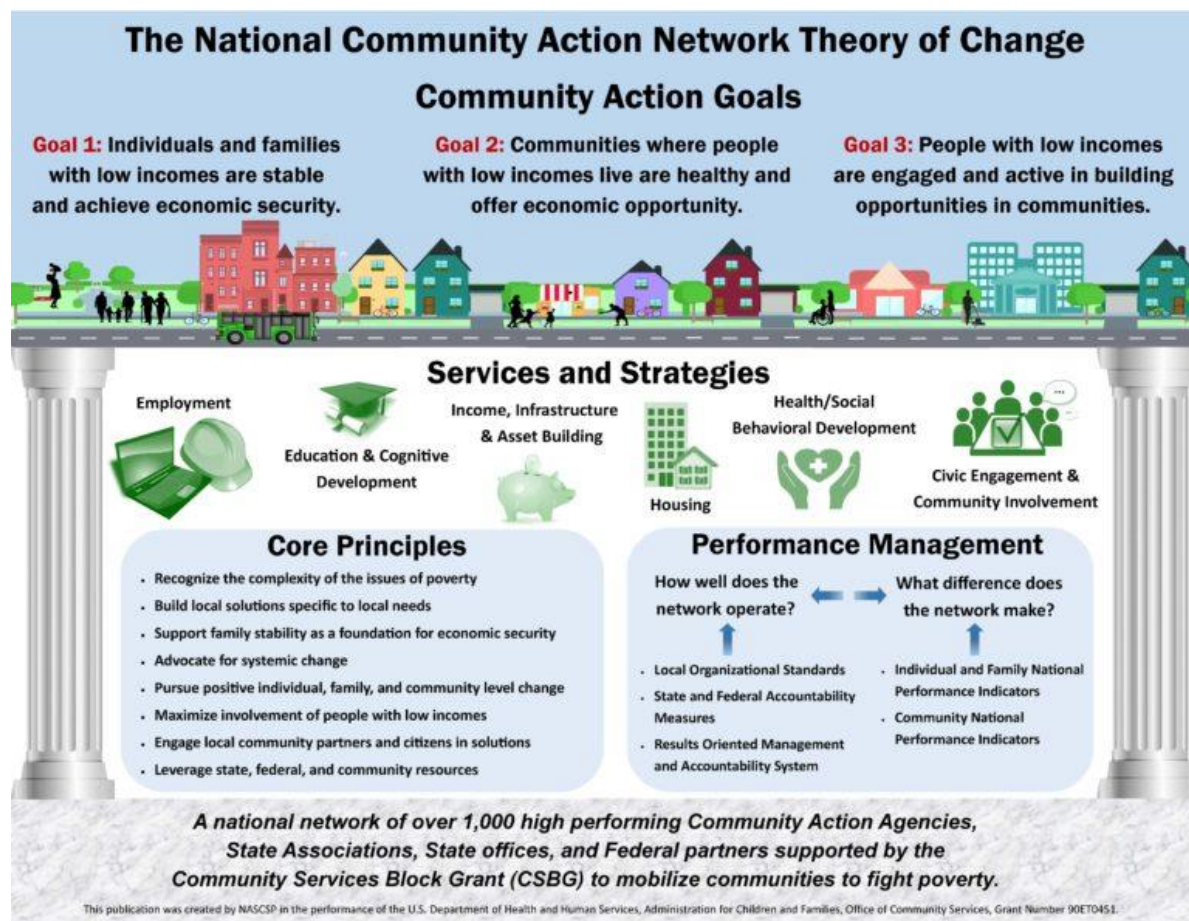 The National Community Action Network Theory of Change
Community Action Goals
Goal 1: Individuals and families
with low incomes are stable
and achieve economic security.
Goal 2: Communities where people
with low incomes live are healthy and
offer economic opportunity.
Goal 3: People with low incomes
are engaged and active in building
opportunities in communities.
Services and Strategies
Employment
Education & Cognitive
Development
Income, Infrastructure
& Asset Building
Housing
Health/Social
Behavioral Development
Civic Engagement &
Community Involvement
Core Principles
• Recognize the complexity of the issues of poverty
• Build local solutions specific to local needs
• Support family stability as a foundation for economic security
• Advocate for systemic change
• Pursue positive individual, family, and community level change
• Maximize involvement of people with low incomes
• Engage local community partners and citizens in solutions
• Leverage state, federal, and community resources
Performance Management
How well does the
network operate?
• Local Organizational Standards
• State and Federal Accountability
Measures
• Results Oriented Management
and Accountability System
What difference does
the network make?
• Individual and Family National
Performance Indicators
• Community National
Performance Indicators
A national network of over 1,000 high performing Community Action Agencies,
State Associations, State offices, and Federal partners supported by the
Community Services Block Grant (CSBG) to mobilize communities to fight poverty.
This publication was created by NASCSP in the performance of the U.S. Department of Health and Human Services, Administration for Children and Families, Office of Community Services, Grant Number 90ET0451.